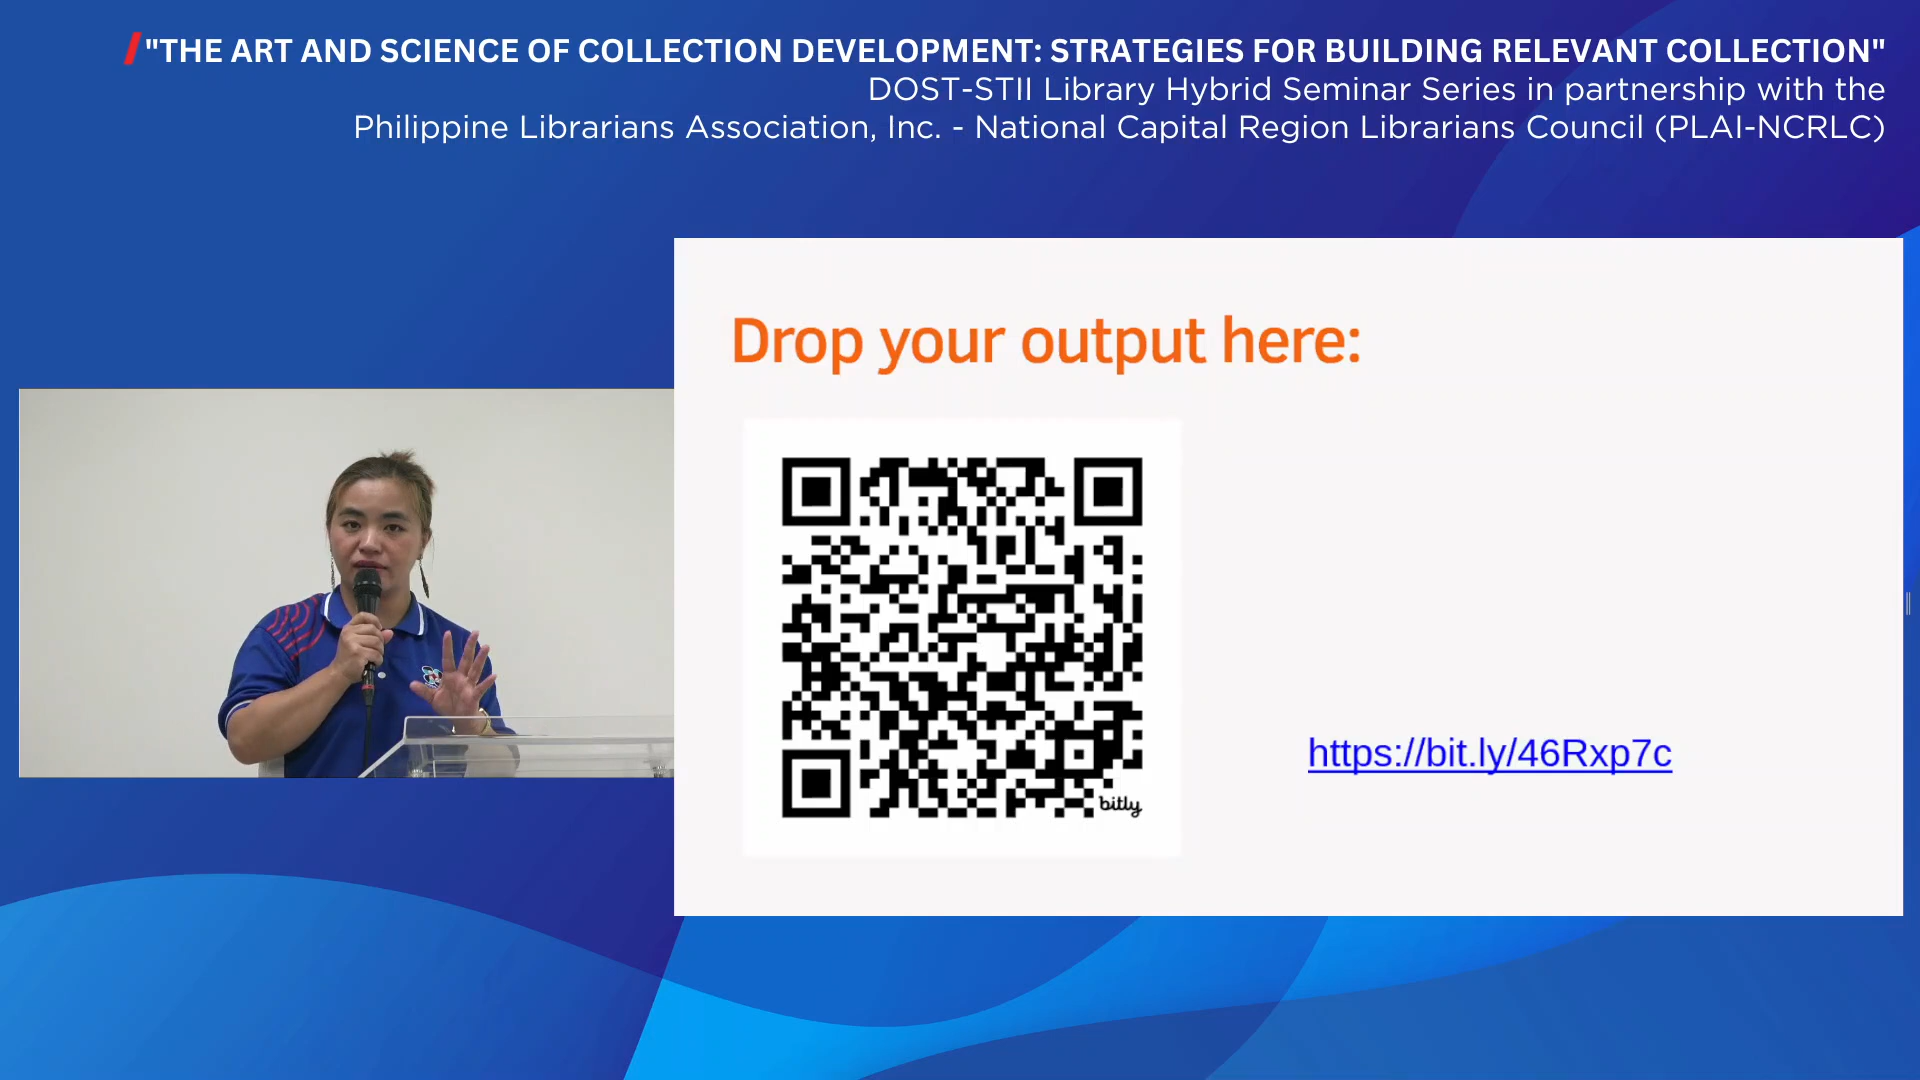 "THE ART AND SCIENCE OF COLLECTION DEVELOPMENT: STRATEGIES FOR BUILDING RELEVANT COLLECTION"
DOST-STII Library Hybrid Seminar Series in partnership with the
Philippine Librarians Association, Inc. - National Capital Region Librarians Council (PLAI-NCRLC)
Drop your output here:
https://bit.ly/46Rxp7c
bitly